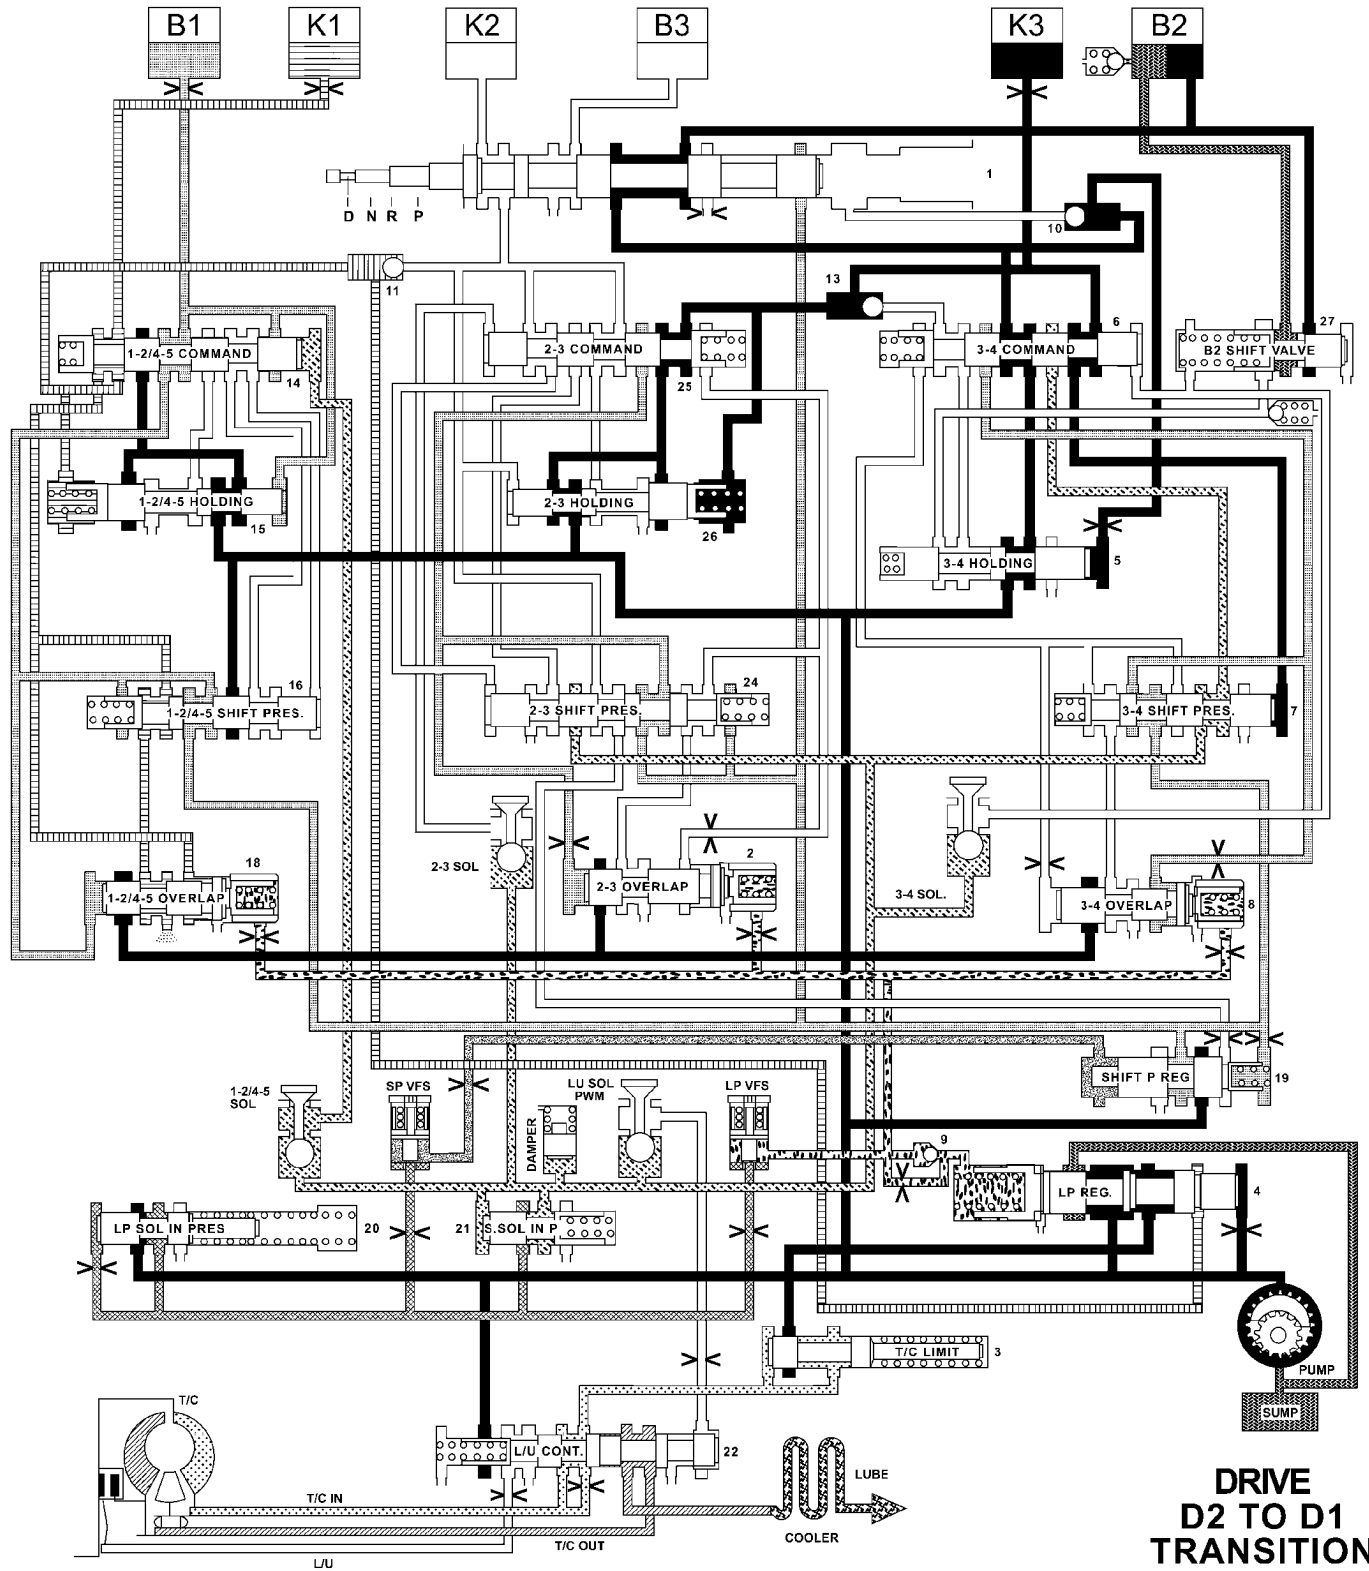 B1 K1 K2 B3 K3 B2
1
D N R P
10
11
13
6
27
1-2/4-5 COMMAND
2-3 COMMAND
3-4 COMMAND
B2 SHIFT VALVE
14
25
1-2/4-5 HOLDING
2-3 HOLDING
15
26
3-4 HOLDING
5
16
24
1-2/4-5 SHIFT PRES.
2-3 SHIFT PRES.
3-4 SHIFT PRES.
7
18
2-3 SOL
2
3-4 SOL.
1-2/4-5 OVERLAP
2-3 OVERLAP
3-4 OVERLAP
8
SHIFT P REG
19
1-2/4-5
SOL
SP VFS
DAMPER
LU SOL
PWM
LP VFS
9
LP REG.
4
LP SOL IN PRES
20
21
S.SOL IN P
T/C LIMIT
3
PUMP
SUMP
T/C
L/U CONT.
22
T/C IN
LUBE
COOLER
T/C OUT
L/U
DRIVE
D2 TO D1
TRANSITION